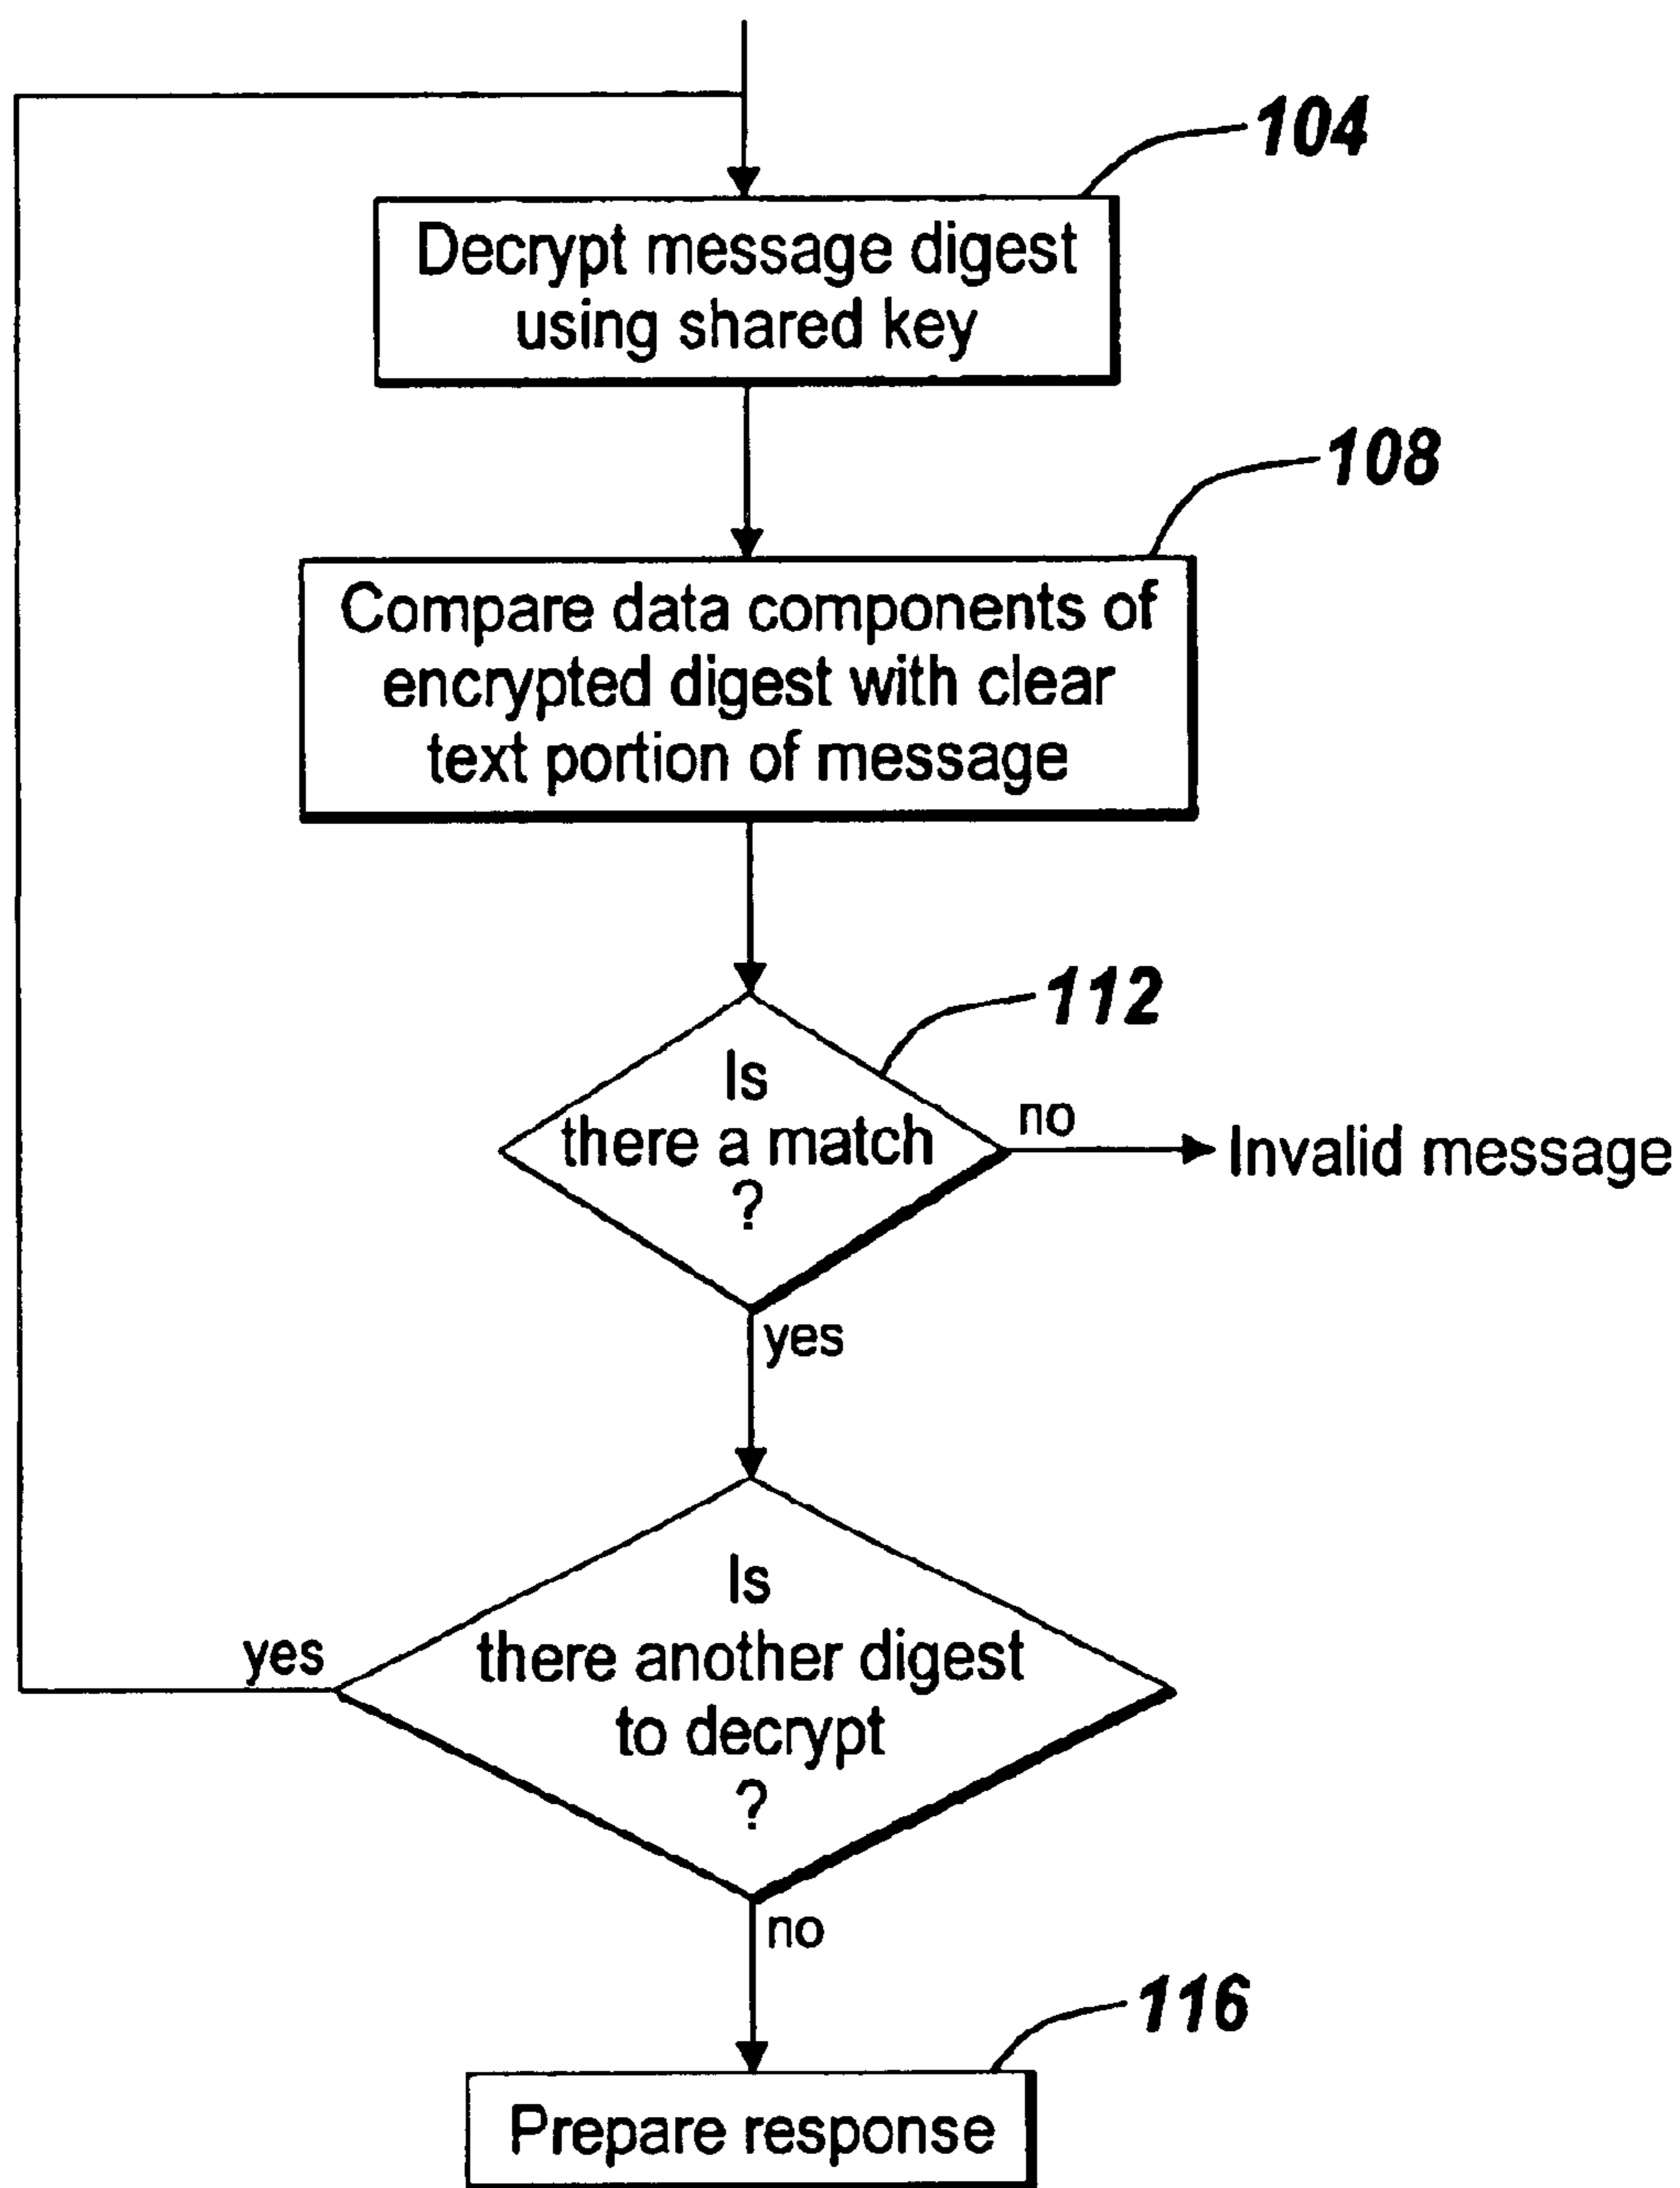 104
Decrypt message digest
using shared key
108
Compare data components of
encrypted digest with clear
text portion of message
112
Is
there a match
?
no
Invalid message
yes
Is
there another digest
to decrypt
?
yes
no
116
Prepare response